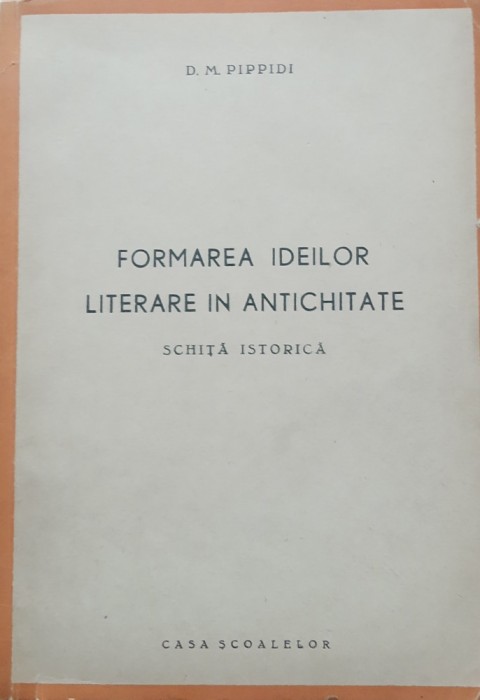 D. M. PIPPIDI
FORMAREA IDEILOR
LITERARE IN ANTICHITATE
SCHIȚĂ ISTORICĂ
CASA ȘCOALELOR